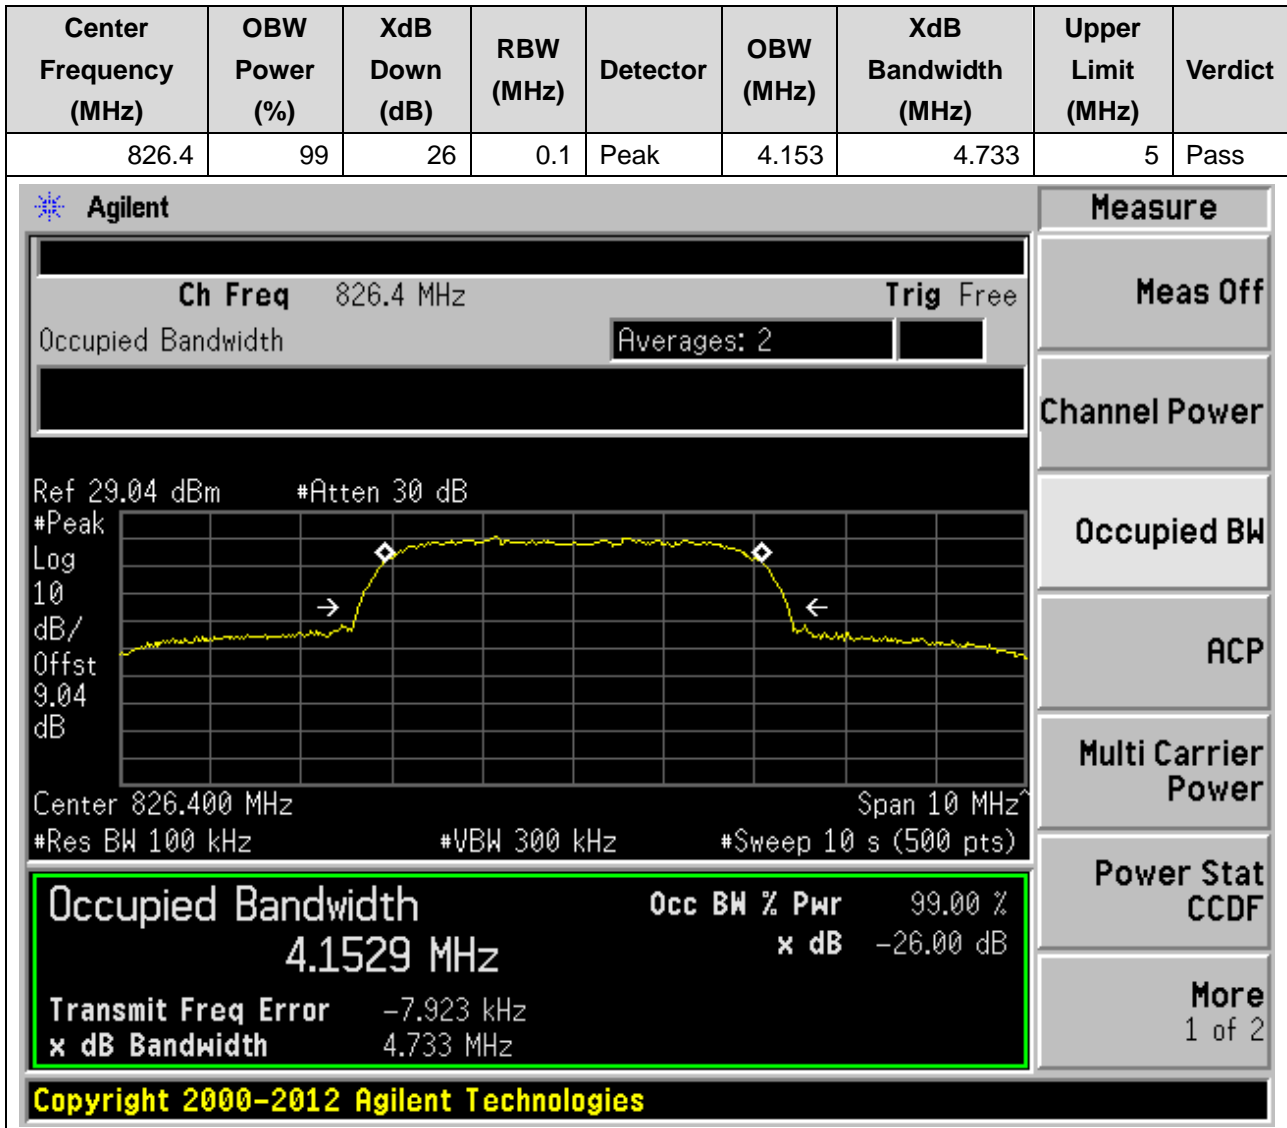 Center Frequency (MHz) OBW Power (%) XdB Down (dB) RBW (MHz) Detector OBW (MHz) XdB Bandwidth (MHz) Upper Limit (MHz) Verdict
826.4 99 26 0.1 Peak 4.153 4.733 5 Pass
Agilent
Measure
Ch Freq 826.4 MHz Trig Free
Meas Off
Occupied Bandwidth Averages: 2
Channel Power
Ref 29.04 dBm #Atten 30 dB
#Peak
Log
10
dB/
Offst
9.04
dB
Occupied BW
ACP
Multi Carrier
Power
Center 826.400 MHz Span 10 MHz^
#Res BW 100 kHz #VBW 300 kHz #Sweep 10 s (500 pts)
Power Stat
CCDF
Occupied Bandwidth Occ BW % Pwr 99.00 %
4.1529 MHz x dB -26.00 dB
Transmit Freq Error -7.923 kHz
x dB Bandwidth 4.733 MHz
More
1 of 2
Copyright 2000-2012 Agilent Technologies